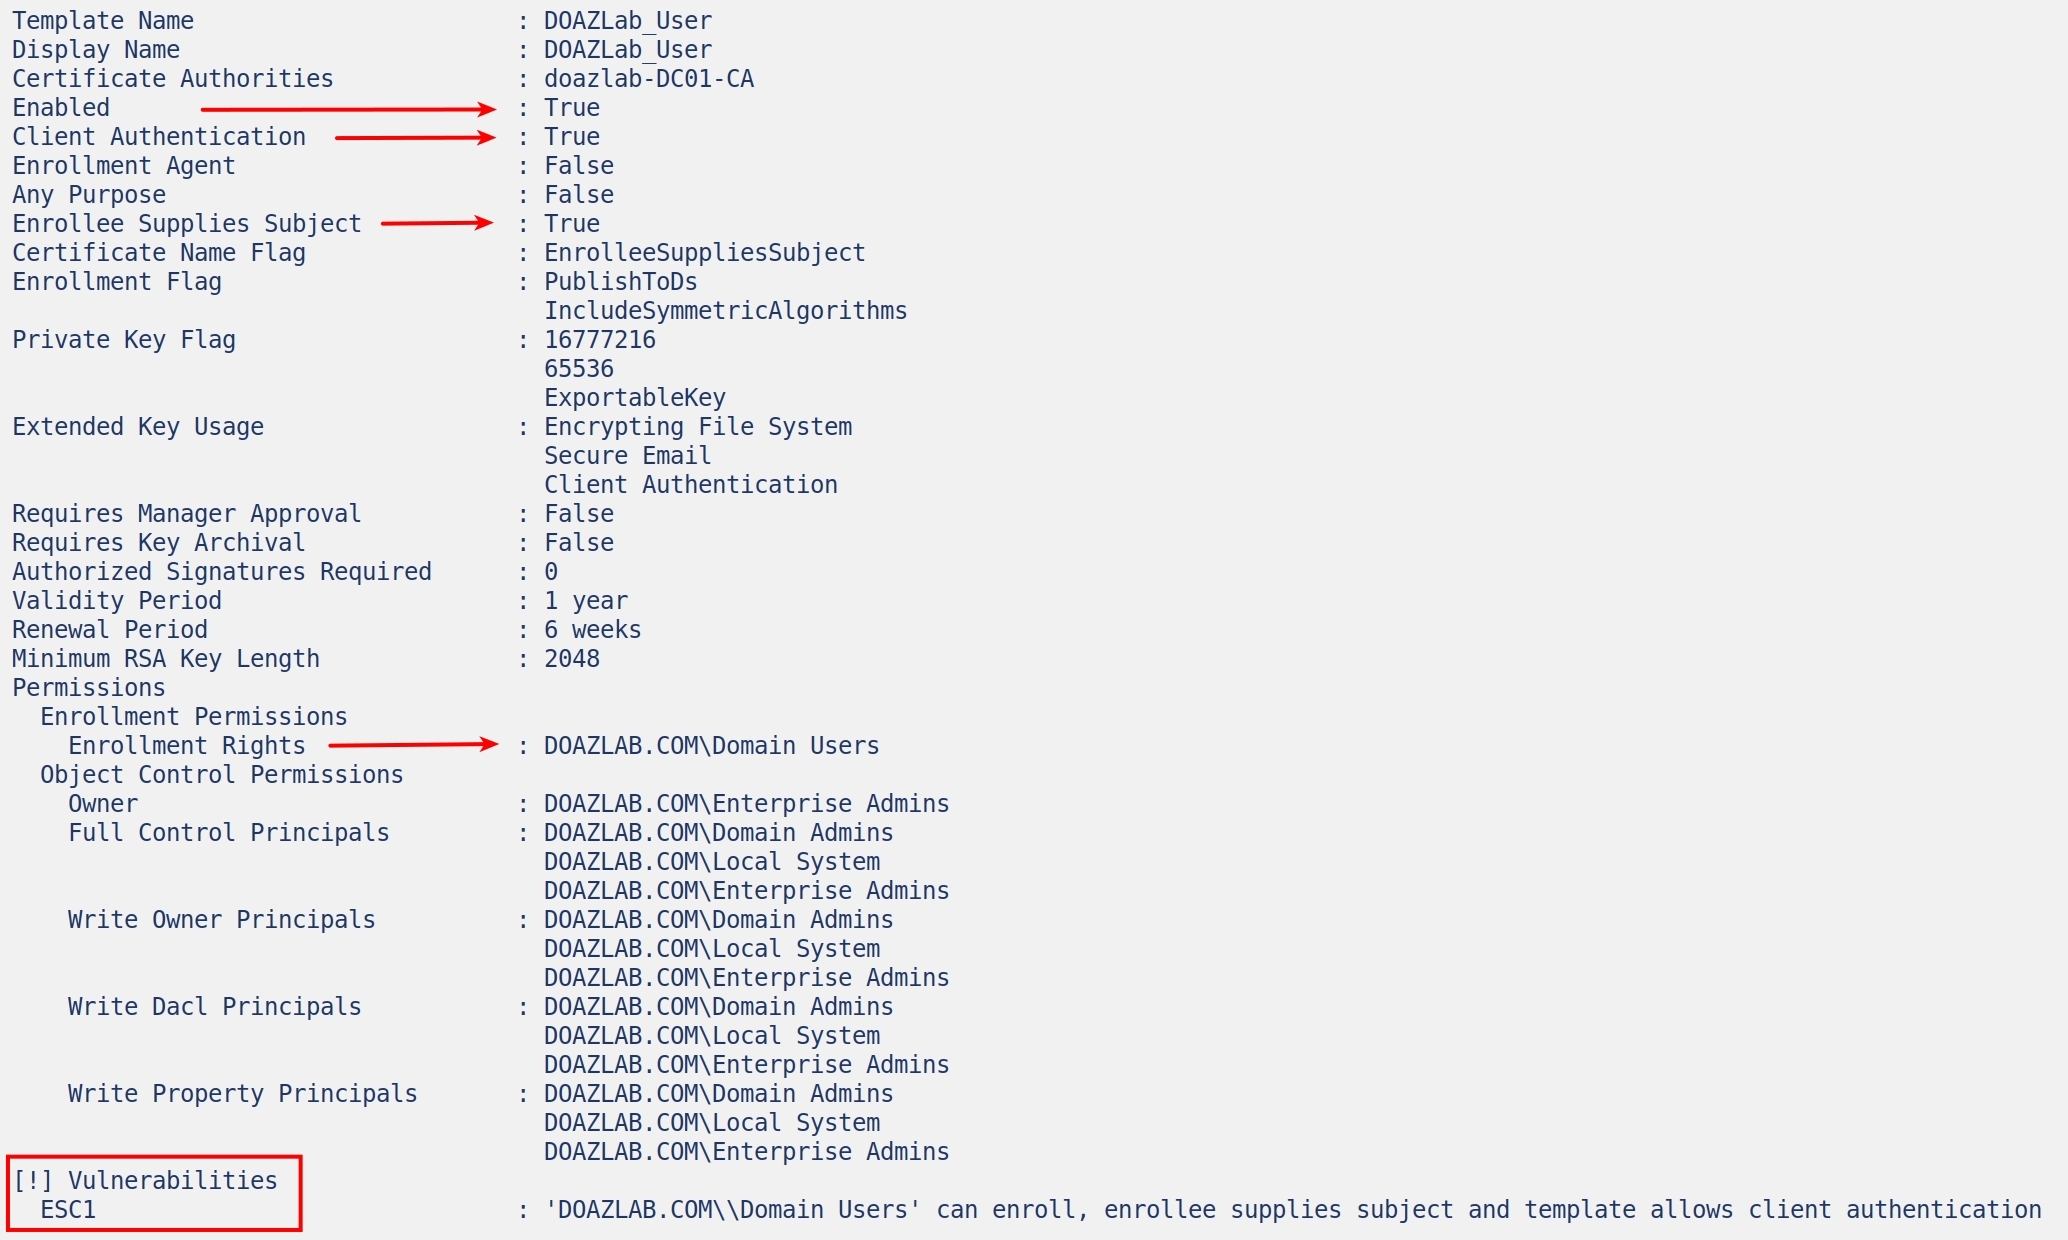 Template Name : DOAZLab_User
Display Name : DOAZLab_User
Certificate Authorities : doazlab-DC01-CA
Enabled : True
Client Authentication : True
Enrollment Agent : False
Any Purpose : False
Enrollee Supplies Subject : True
Certificate Name Flag : EnrolleeSuppliesSubject
Enrollment Flag : PublishToDs
IncludeSymmetricAlgorithms
Private Key Flag : 16777216
65536
ExportableKey
Extended Key Usage : Encrypting File System
Secure Email
Client Authentication
Requires Manager Approval : False
Requires Key Archival : False
Authorized Signatures Required : 0
Validity Period : 1 year
Renewal Period : 6 weeks
Minimum RSA Key Length : 2048
Permissions
Enrollment Permissions
Enrollment Rights : DOAZLAB.COM\Domain Users
Object Control Permissions
Owner : DOAZLAB.COM\Enterprise Admins
Full Control Principals : DOAZLAB.COM\Domain Admins
DOAZLAB.COM\Local System
DOAZLAB.COM\Enterprise Admins
Write Owner Principals : DOAZLAB.COM\Domain Admins
DOAZLAB.COM\Local System
DOAZLAB.COM\Enterprise Admins
Write Dacl Principals : DOAZLAB.COM\Domain Admins
DOAZLAB.COM\Local System
DOAZLAB.COM\Enterprise Admins
Write Property Principals : DOAZLAB.COM\Domain Admins
DOAZLAB.COM\Local System
DOAZLAB.COM\Enterprise Admins
[!] Vulnerabilities
ESC1 : 'DOAZLAB.COM\\Domain Users' can enroll, enrollee supplies subject and template allows client authentication